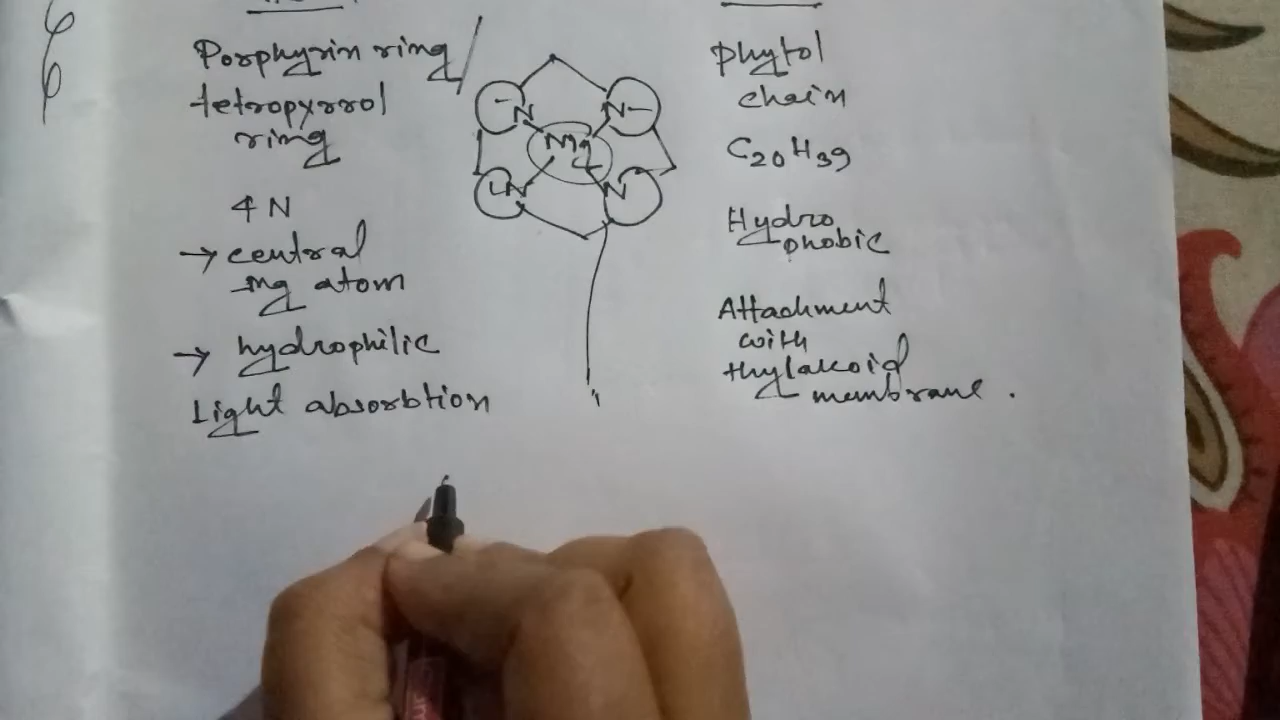 Porphyrin ring/
tetropyrrol
ring
4 N
→ central
mg atom
→ hydrophilic
Light absorbtion
N
N
Mg
N
N
Phytol
chain
C20H39
Hydro
phobic
Attachment
with
thylakoid
membrane.